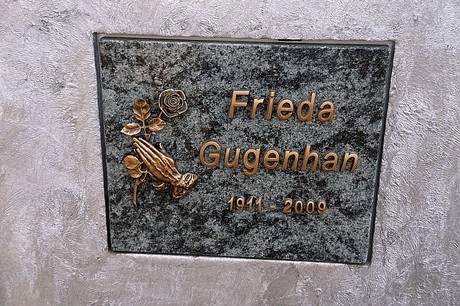 Frieda
Gugenhan
1911 - 2009